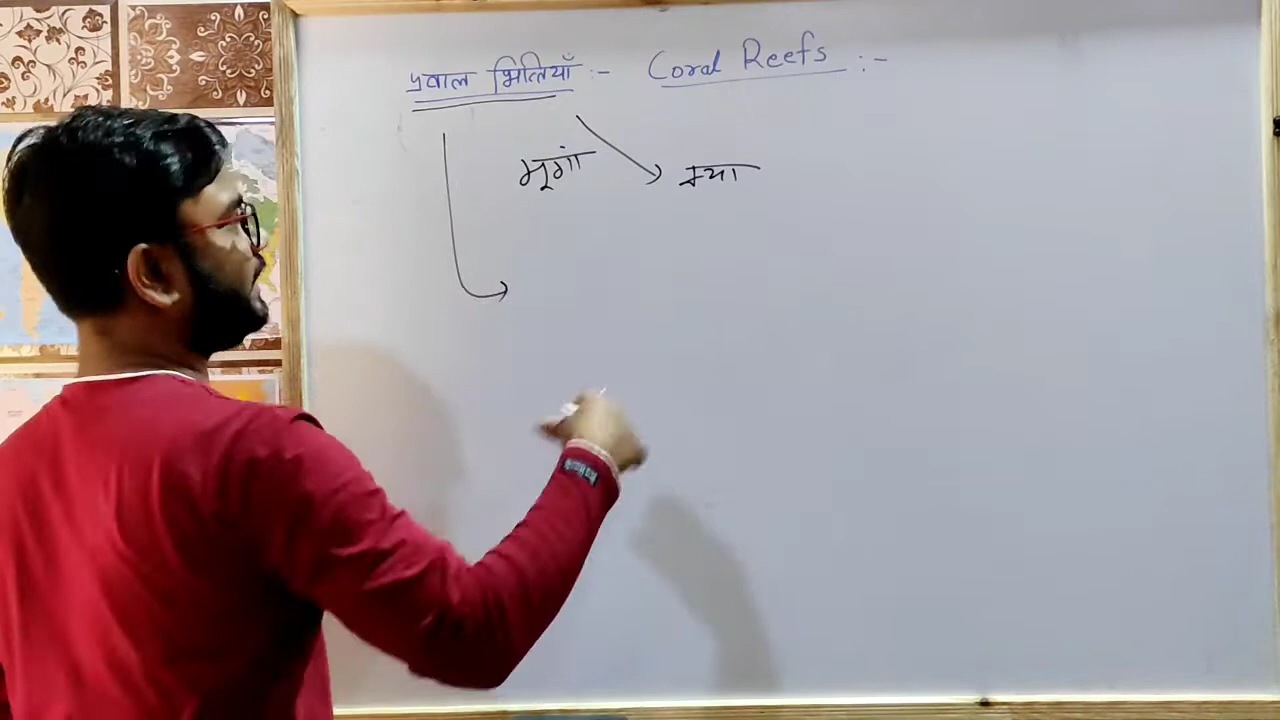 प्रवाल भित्तियाँ :- Coral Reefs :-
मूगां